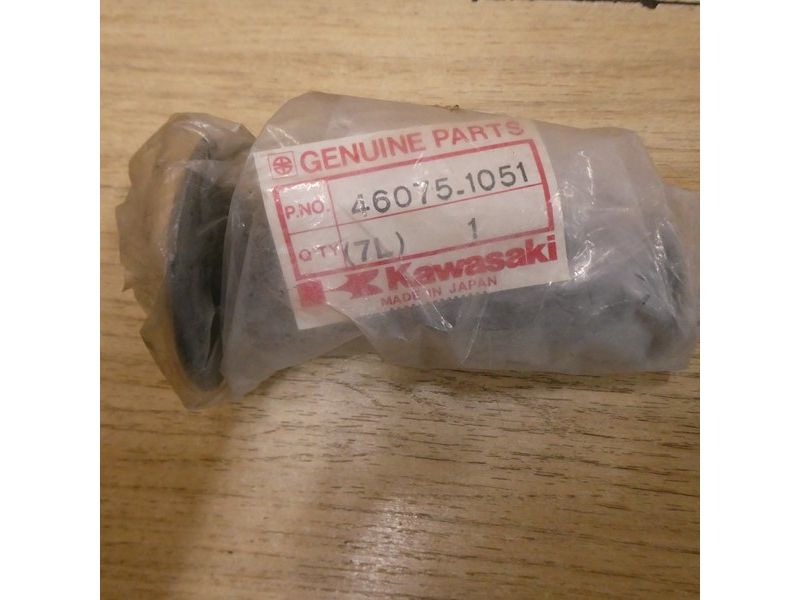 GENUINE PARTS
P.NO. 46075-1051
Q'TY (7L) 1
Kawasaki
MADE IN JAPAN